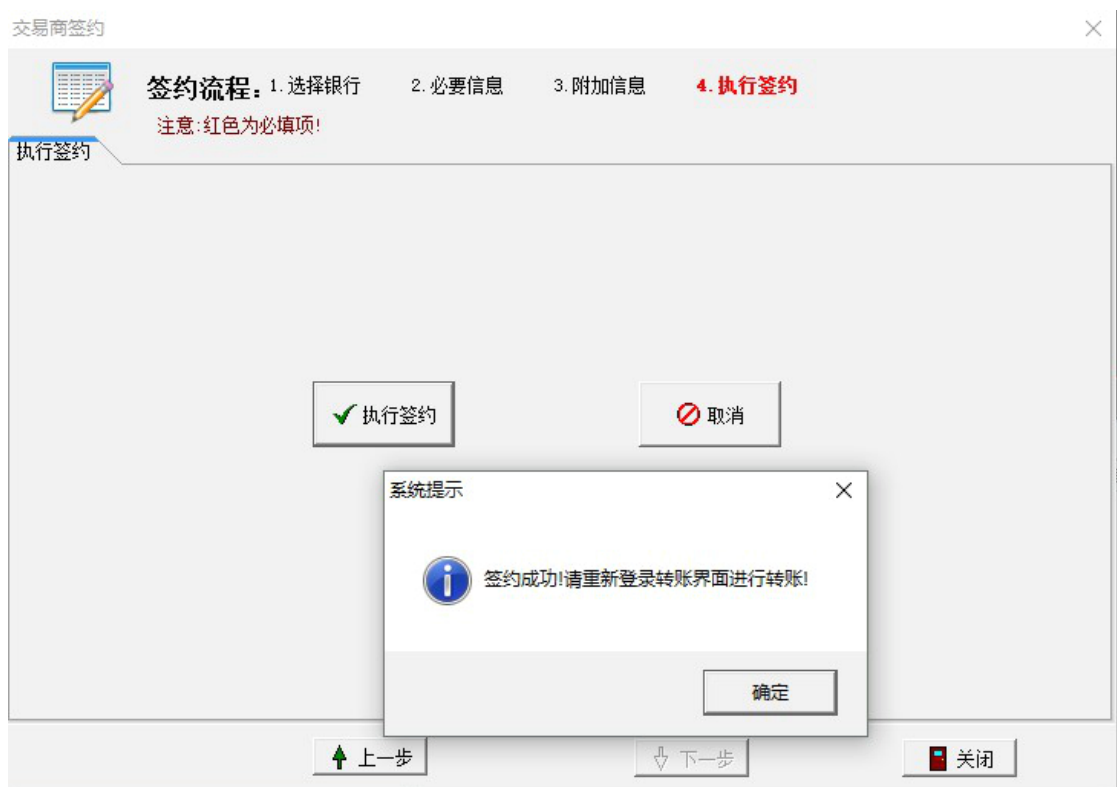 交易商签约
签约流程：1.选择银行 2.必要信息 3.附加信息 4.执行签约
注意:红色为必填项!
执行签约
执行签约 取消
系统提示
签约成功!请重新登录转账界面进行转账!
确定
上一步 下一步 关闭